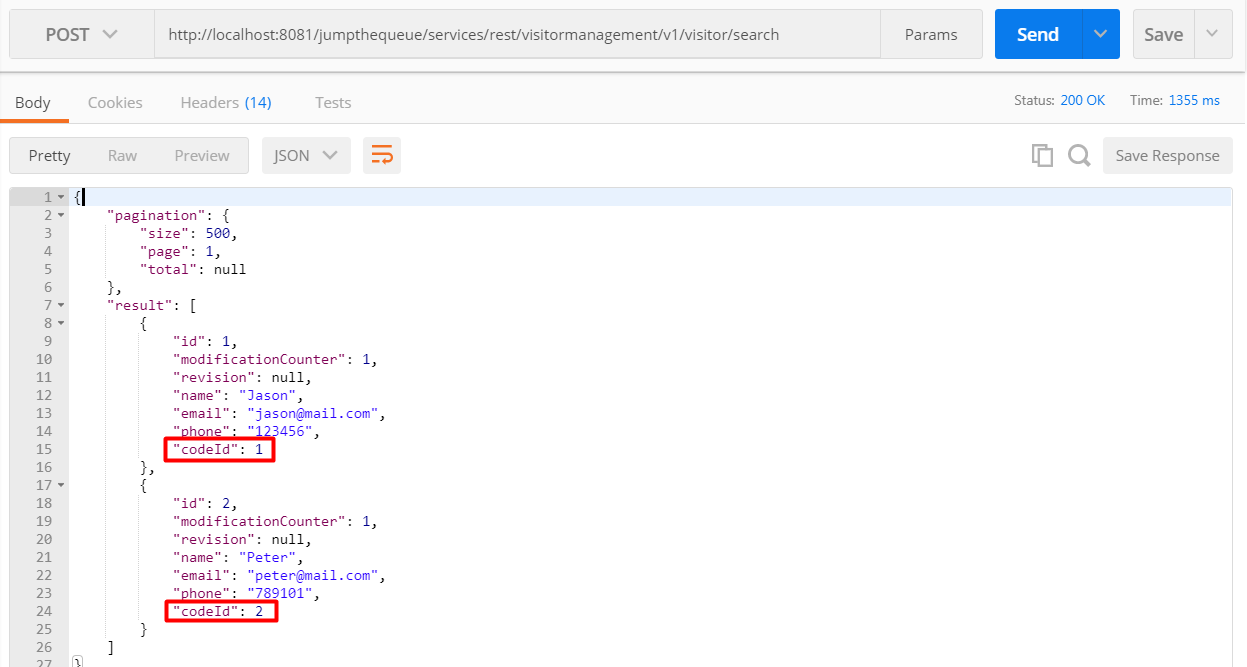 POST http://localhost:8081/jumpthequeue/services/rest/visitormanagement/v1/visitor/search Params Send Save
Body Cookies Headers (14) Tests Status: 200 OK Time: 1355 ms
Pretty Raw Preview JSON Save Response
1 {
2 "pagination": {
3 "size": 500,
4 "page": 1,
5 "total": null
6 },
7 "result": [
8 {
9 "id": 1,
10 "modificationCounter": 1,
11 "revision": null,
12 "name": "Jason",
13 "email": "jason@mail.com",
14 "phone": "123456",
15 "codeId": 1
16 },
17 {
18 "id": 2,
19 "modificationCounter": 1,
20 "revision": null,
21 "name": "Peter",
22 "email": "peter@mail.com",
23 "phone": "789101",
24 "codeId": 2
25 }
26 ]
27 }